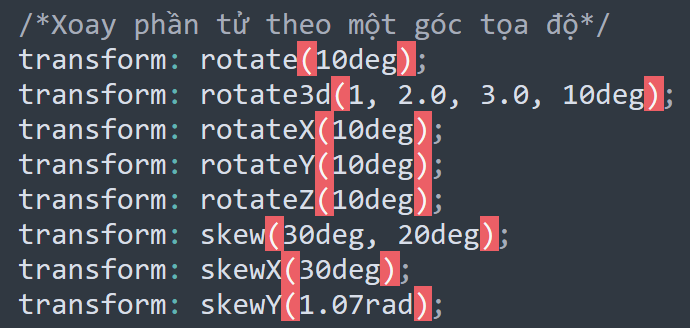 /*Xoay phần tử theo một góc tọa độ*/
transform: rotate(10deg);
transform: rotate3d(1, 2.0, 3.0, 10deg);
transform: rotateX(10deg);
transform: rotateY(10deg);
transform: rotateZ(10deg);
transform: skew(30deg, 20deg);
transform: skewX(30deg);
transform: skewY(1.07rad);